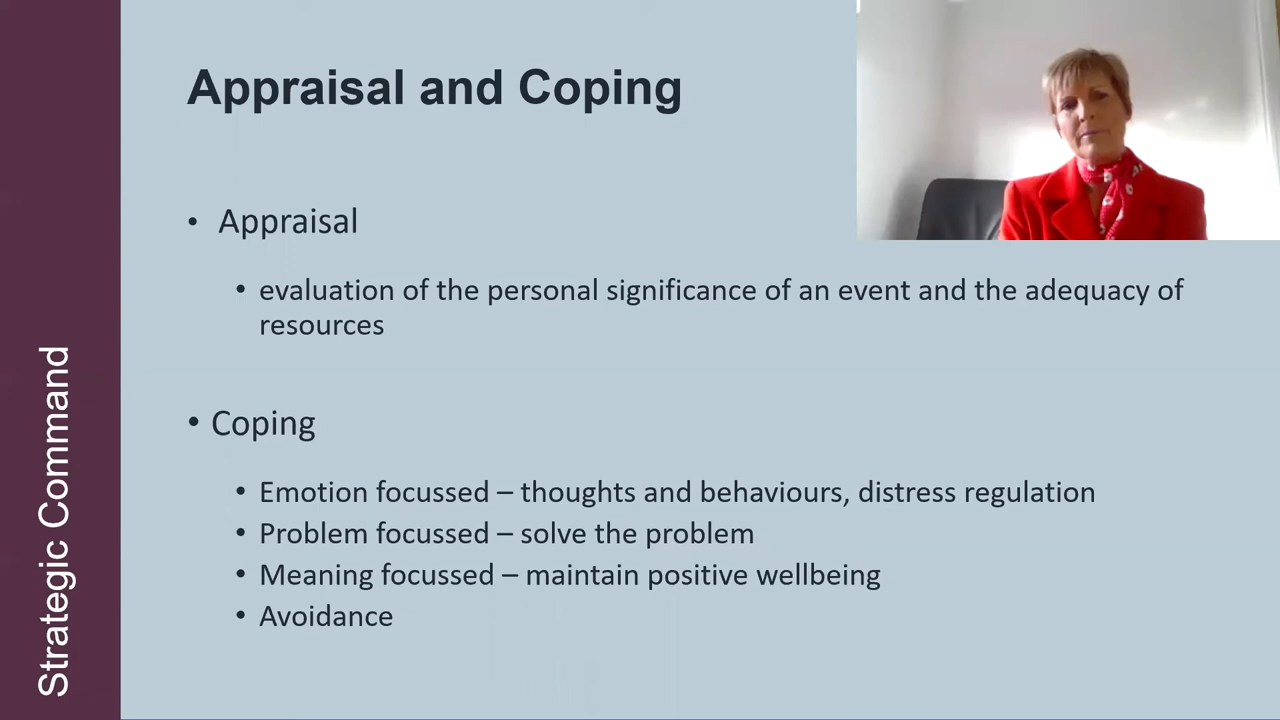 Appraisal and Coping
• Appraisal
• evaluation of the personal significance of an event and the adequacy of
resources
• Coping
• Emotion focussed – thoughts and behaviours, distress regulation
• Problem focussed – solve the problem
• Meaning focussed – maintain positive wellbeing
• Avoidance
Strategic Command